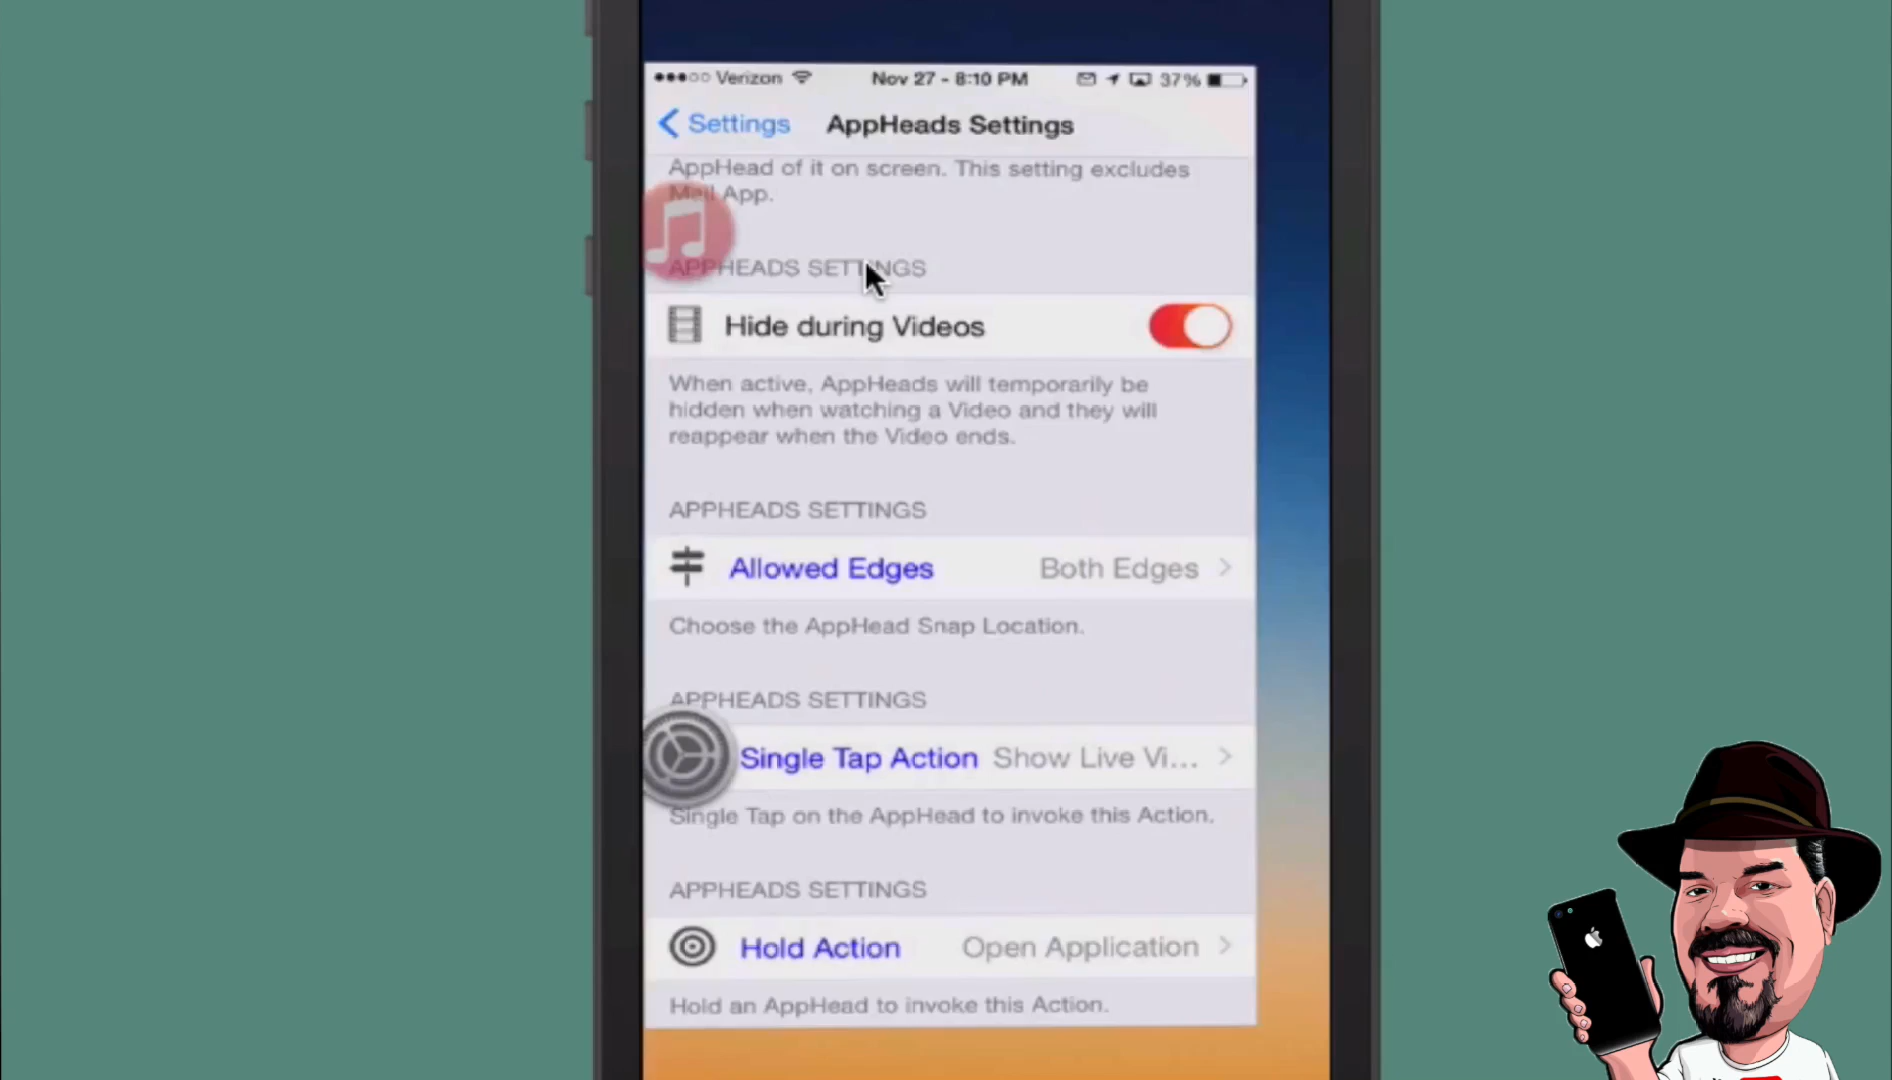 Verizon Nov 27 - 8:10 PM 37%
Settings AppHeads Settings
AppHead of it on screen. This setting excludes
Mail App.
APPHEADS SETTINGS
Hide during Videos
When active, AppHeads will temporarily be
hidden when watching a Video and they will
reappear when the Video ends.
APPHEADS SETTINGS
Allowed Edges Both Edges
Choose the AppHead Snap Location.
APPHEADS SETTINGS
Single Tap Action Show Live Vi...
Single Tap on the AppHead to invoke this Action.
APPHEADS SETTINGS
Hold Action Open Application
Hold an AppHead to invoke this Action.